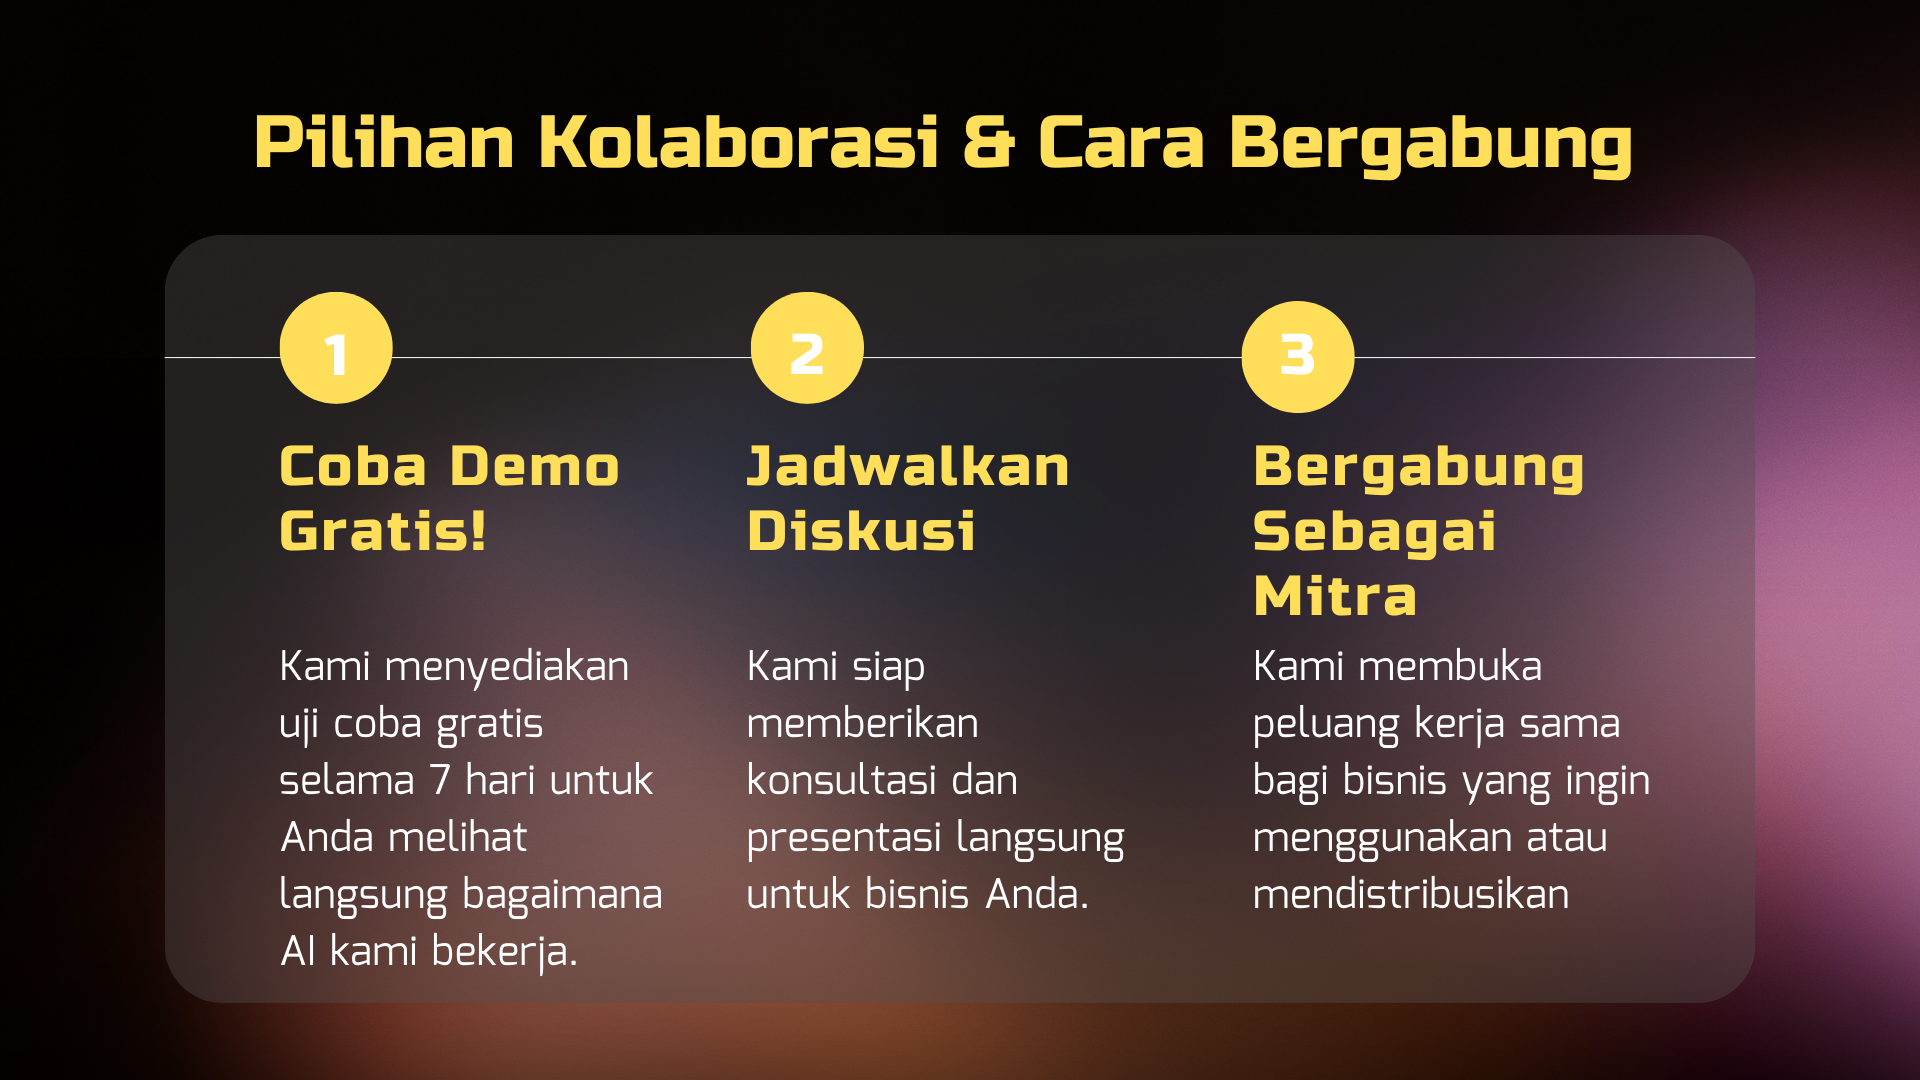 Pilihan Kolaborasi & Cara Bergabung
1
Coba Demo
Gratis!
Kami menyediakan
uji coba gratis
selama 7 hari untuk
Anda melihat
langsung bagaimana
AI kami bekerja.
2
Jadwalkan
Diskusi
Kami siap
memberikan
konsultasi dan
presentasi langsung
untuk bisnis Anda.
3
Bergabung
Sebagai
Mitra
Kami membuka
peluang kerja sama
bagi bisnis yang ingin
menggunakan atau
mendistribusikan